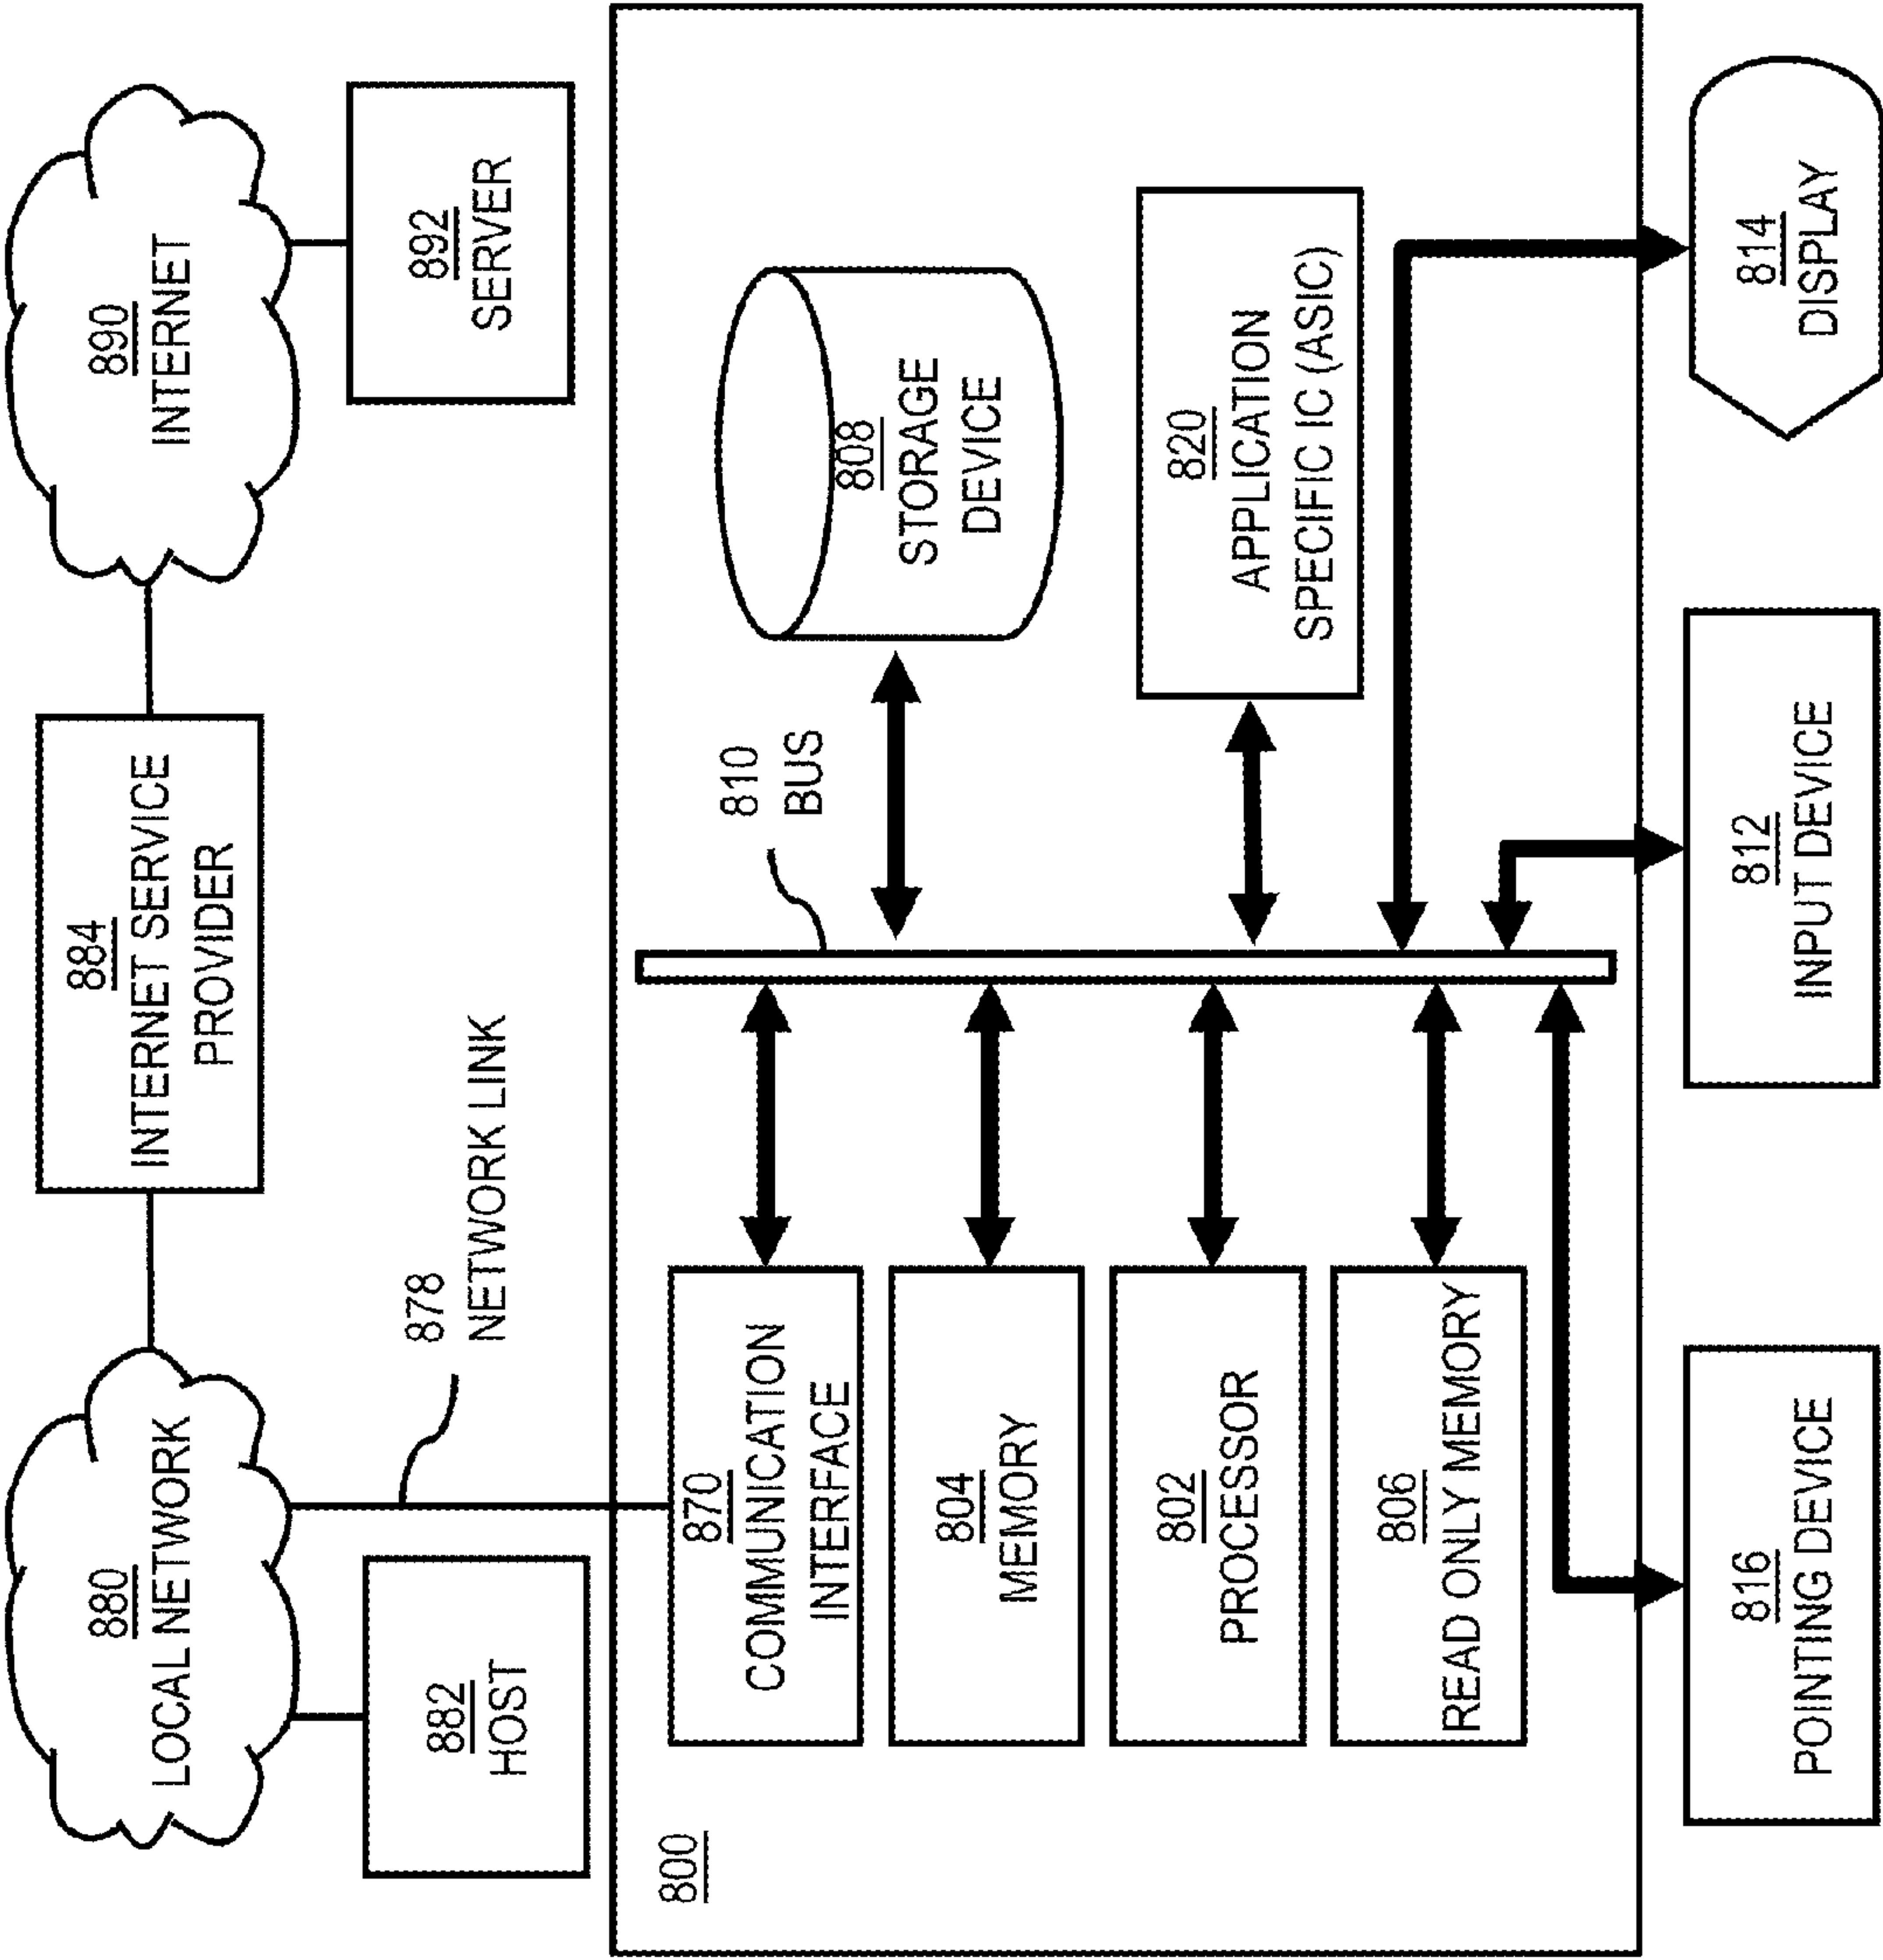 880
LOCAL NETWORK
884
INTERNET SERVICE
PROVIDER
890
INTERNET
882
HOST
878
NETWORK LINK
892
SERVER
800
870
COMMUNICATION
INTERFACE
810
BUS
808
STORAGE
DEVICE
804
MEMORY
802
PROCESSOR
820
APPLICATION
SPECIFIC IC (ASIC)
806
READ ONLY MEMORY
816
POINTING DEVICE
812
INPUT DEVICE
814
DISPLAY